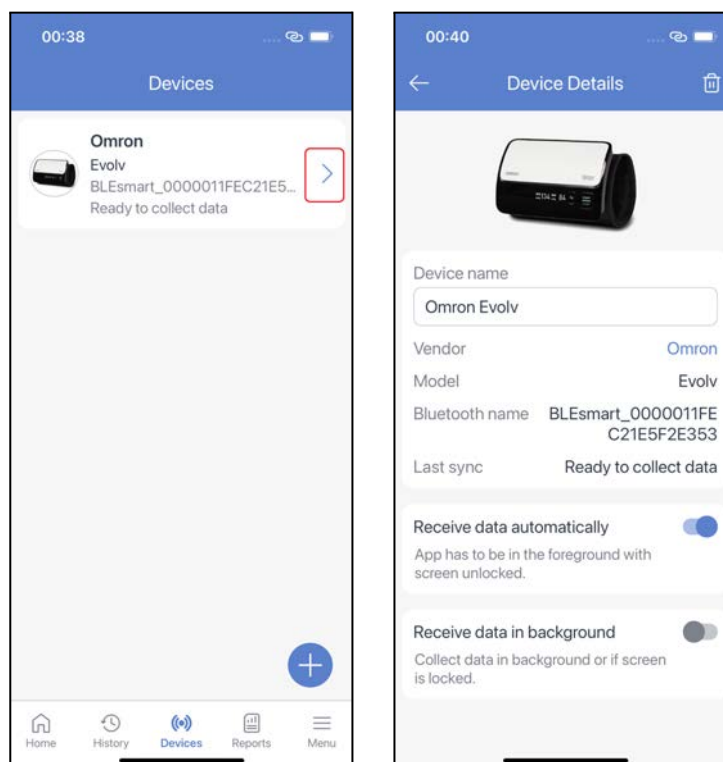 00:38
Devices
Omron
Evolv
BLEsmart_0000011FEC21E5...
Ready to collect data
Home
History
Devices
Reports
Menu
00:40
Device Details
Device name
Omron Evolv
Vendor
Omron
Model
Evolv
Bluetooth name
BLEsmart_0000011FE
C21E5F2E353
Last sync
Ready to collect data
Receive data automatically
App has to be in the foreground with
screen unlocked.
Receive data in background
Collect data in background or if screen
is locked.